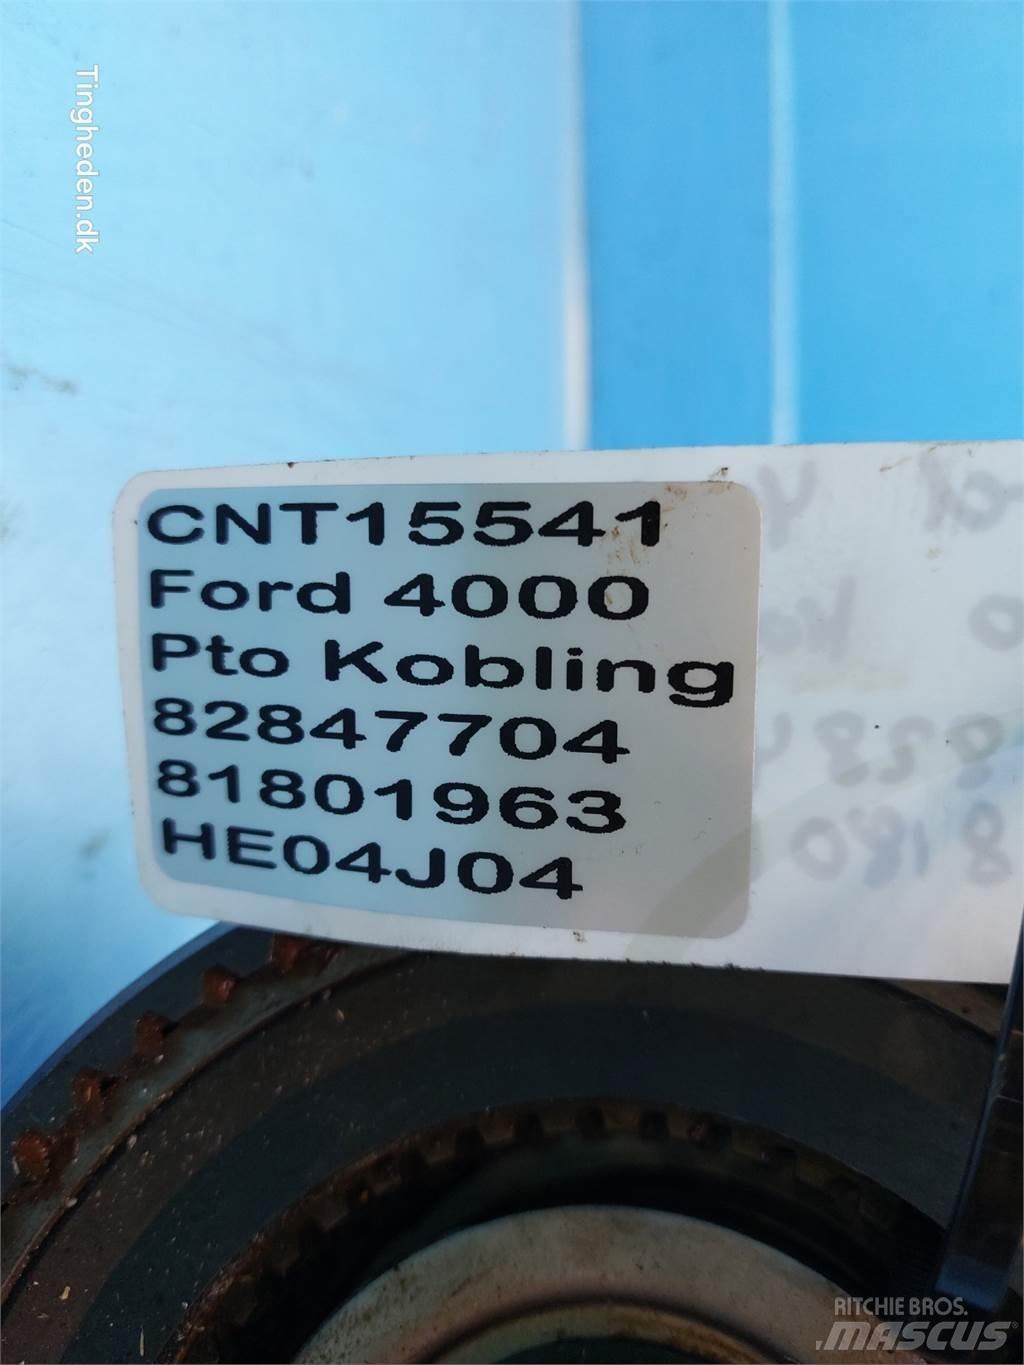 Tingheden.dk
CNT15541
Ford 4000
Pto Kobling
82847704
81801963
HE04J04
RITCHIE BROS.
MASCUS